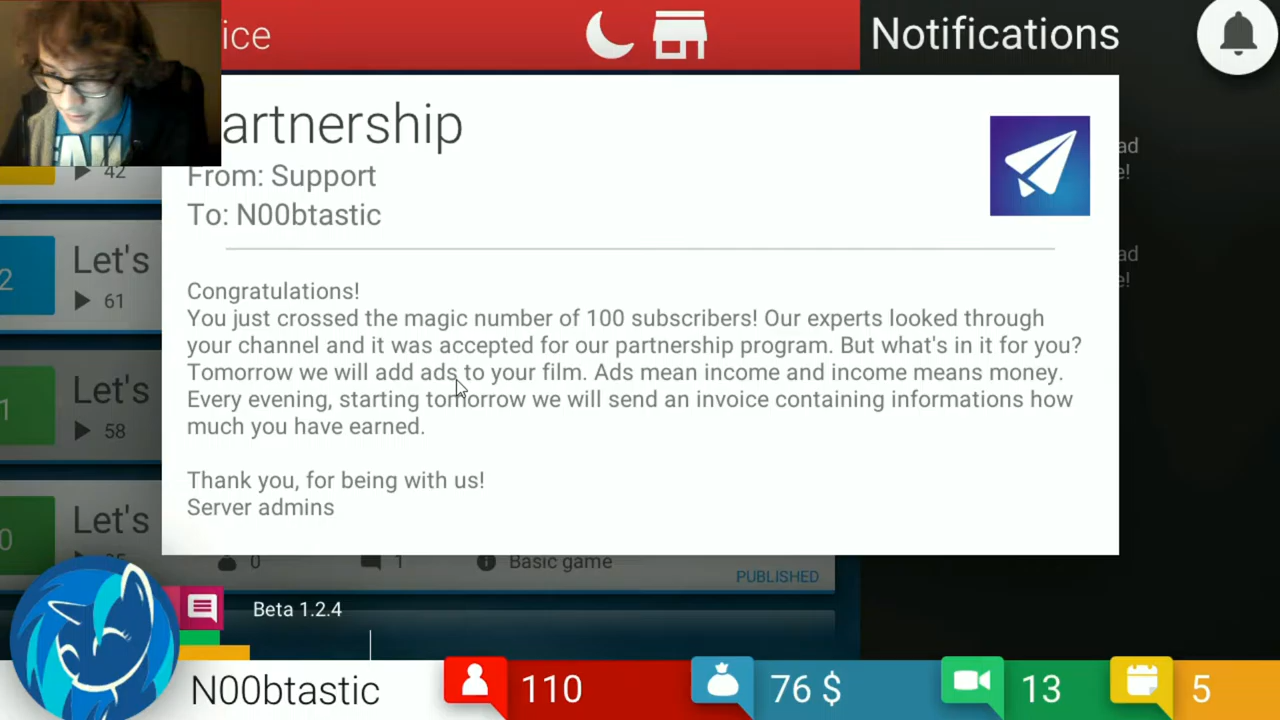 ice
Notifications
artnership
From: Support
To: N00btastic
42
ad
e!
2
Let's
61
ad
e!
Congratulations!
You just crossed the magic number of 100 subscribers! Our experts looked through
your channel and it was accepted for our partnership program. But what's in it for you?
Tomorrow we will add ads to your film. Ads mean income and income means money.
Every evening, starting tomorrow we will send an invoice containing informations how
much you have earned.
1
Let's
58
Thank you, for being with us!
Server admins
0
Let's
0
1
Basic game
PUBLISHED
Beta 1.2.4
N00btastic
110
76 $
13
5